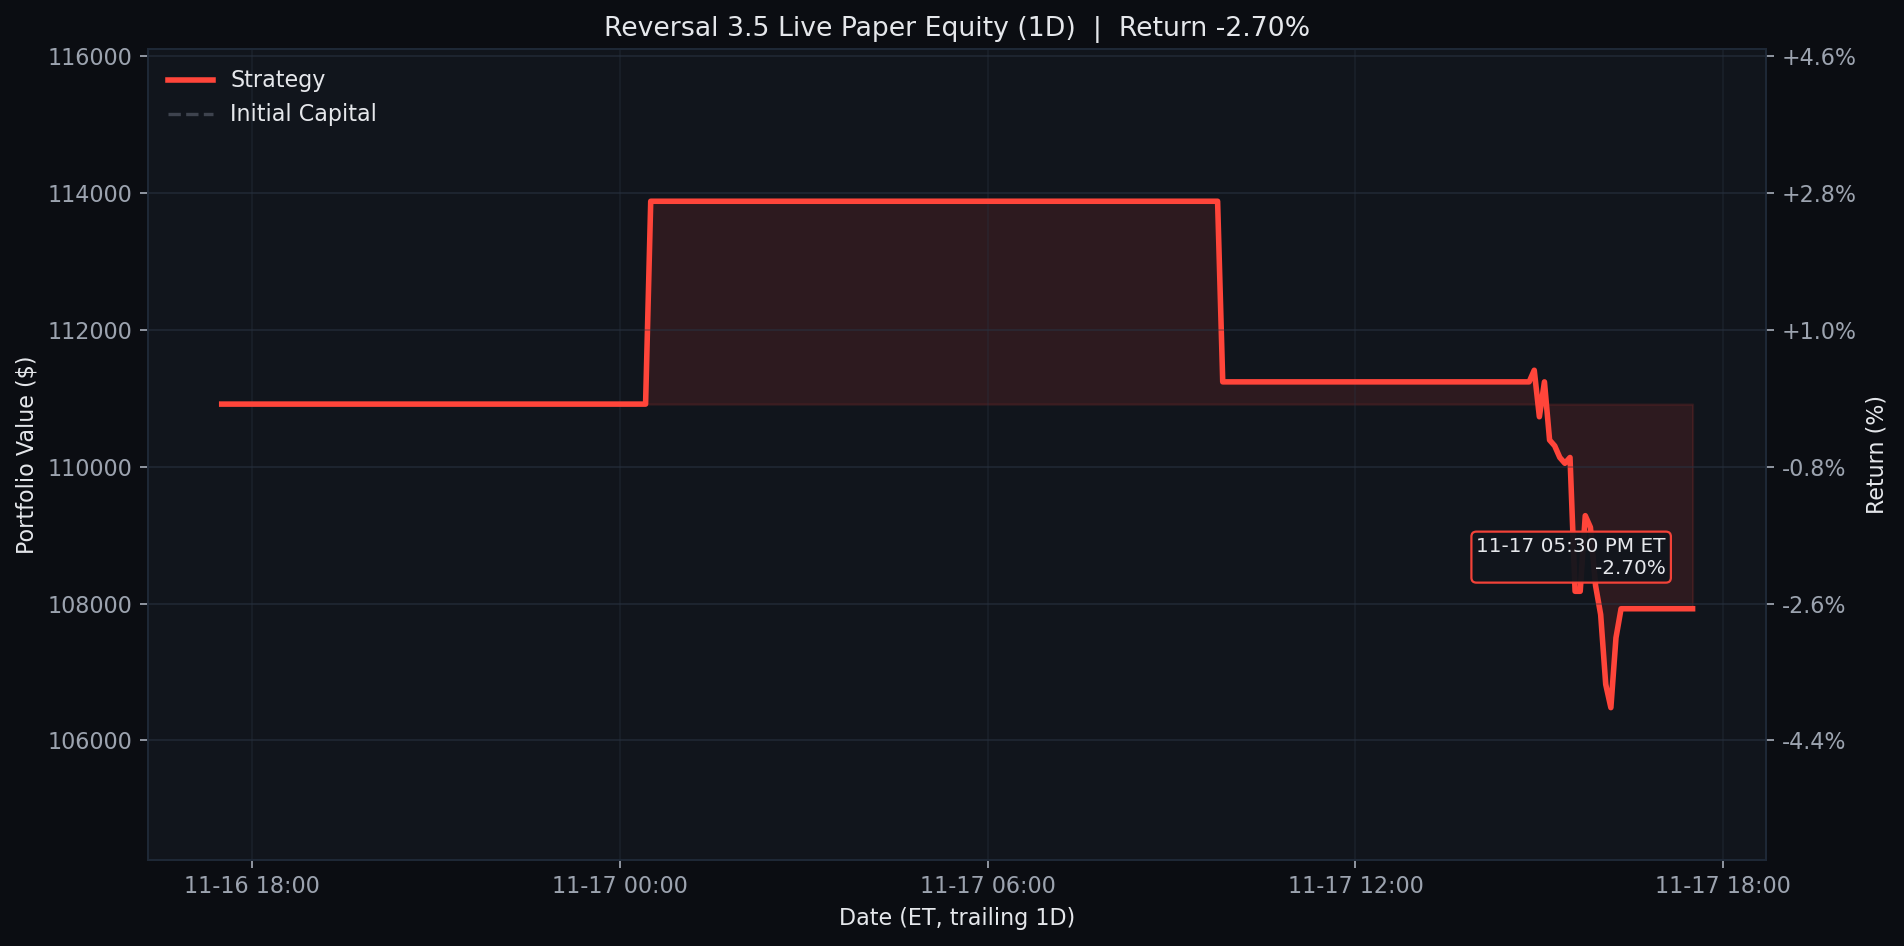 Reversal 3.5 Live Paper Equity (1D) | Return -2.70%
Strategy
Initial Capital
Portfolio Value ($)
116000
114000
112000
110000
108000
106000
+4.6%
+2.8%
+1.0%
-0.8%
-2.6%
-4.4%
Return (%)
11-17 05:30 PM ET
-2.70%
11-16 18:00
11-17 00:00
11-17 06:00
11-17 12:00
11-17 18:00
Date (ET, trailing 1D)